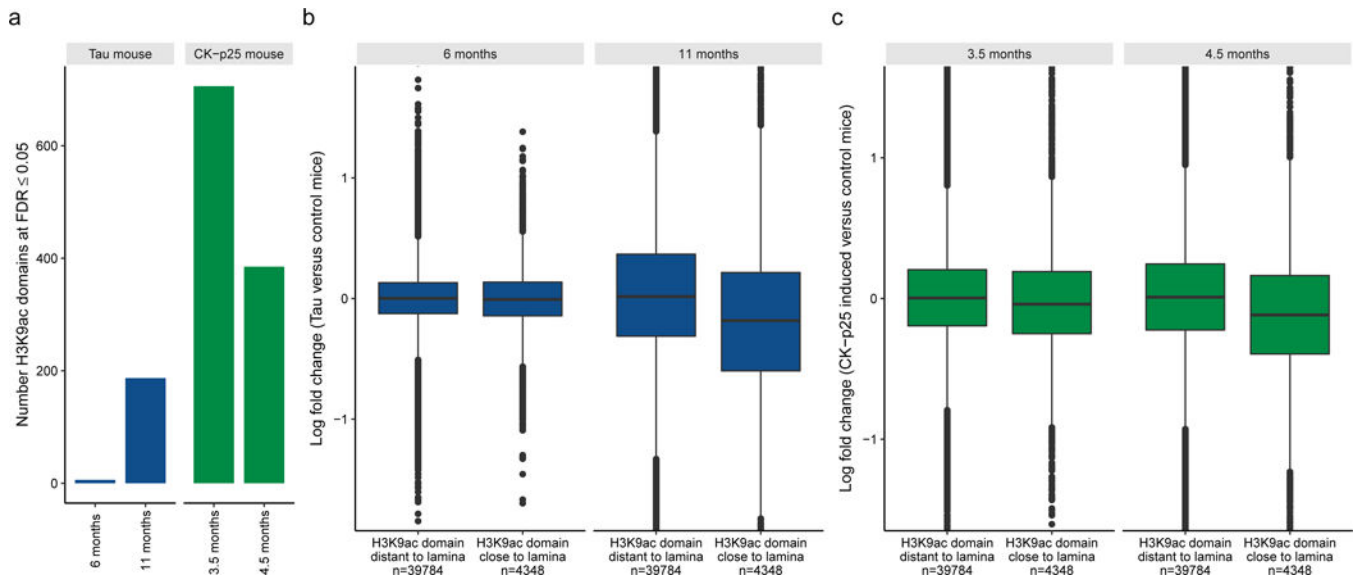 a
Tau mouse
CK−p25 mouse
Number H3K9ac domains at FDR ≤ 0.05
600
400
200
0
6 months
11 months
3.5 months
4.5 months
b
6 months
11 months
Log fold change (Tau versus control mice)
1
0
−1
H3K9ac domain
distant to lamina
n=39784
H3K9ac domain
close to lamina
n=4348
H3K9ac domain
distant to lamina
n=39784
H3K9ac domain
close to lamina
n=4348
c
3.5 months
4.5 months
Log fold change (CK−p25 induced versus control mice)
1
0
−1
H3K9ac domain
distant to lamina
n=39784
H3K9ac domain
close to lamina
n=4348
H3K9ac domain
distant to lamina
n=39784
H3K9ac domain
close to lamina
n=4348